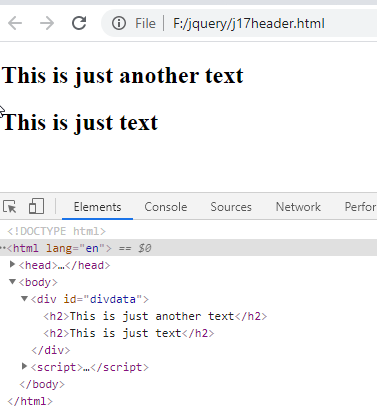 File F:/jquery/j17header.html
This is just another text
This is just text
Elements Console Sources Network Perfor
<!DOCTYPE html>
···<html lang="en"> == $0
▶<head>…</head>
▼<body>
▼<div id="divdata">
<h2>This is just another text</h2>
<h2>This is just text</h2>
</div>
▶<script>…</script>
</body>
</html>